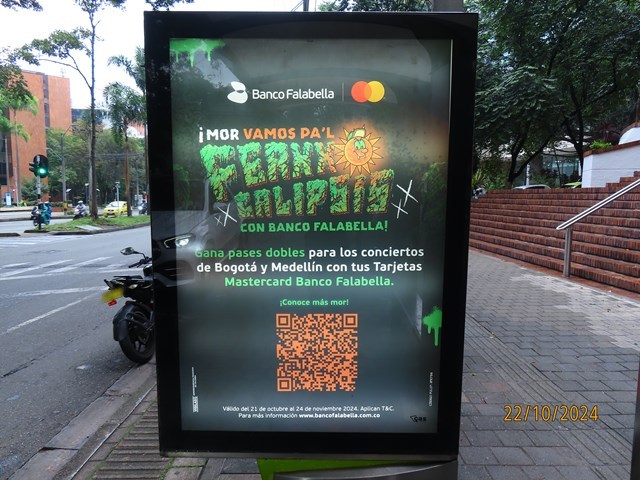 Banco Falabella
¡MOR VAMOS PA'L
FERXXO
CALIPSIS
CON BANCO FALABELLA!
Gana pases dobles para los conciertos
de Bogotá y Medellín con tus Tarjetas
Mastercard Banco Falabella.
¡Conoce más mor!
Válido del 21 de octubre al 24 de noviembre 2024. Aplican T&C.
Para más información www.bancofalabella.com.co
22/10/2024